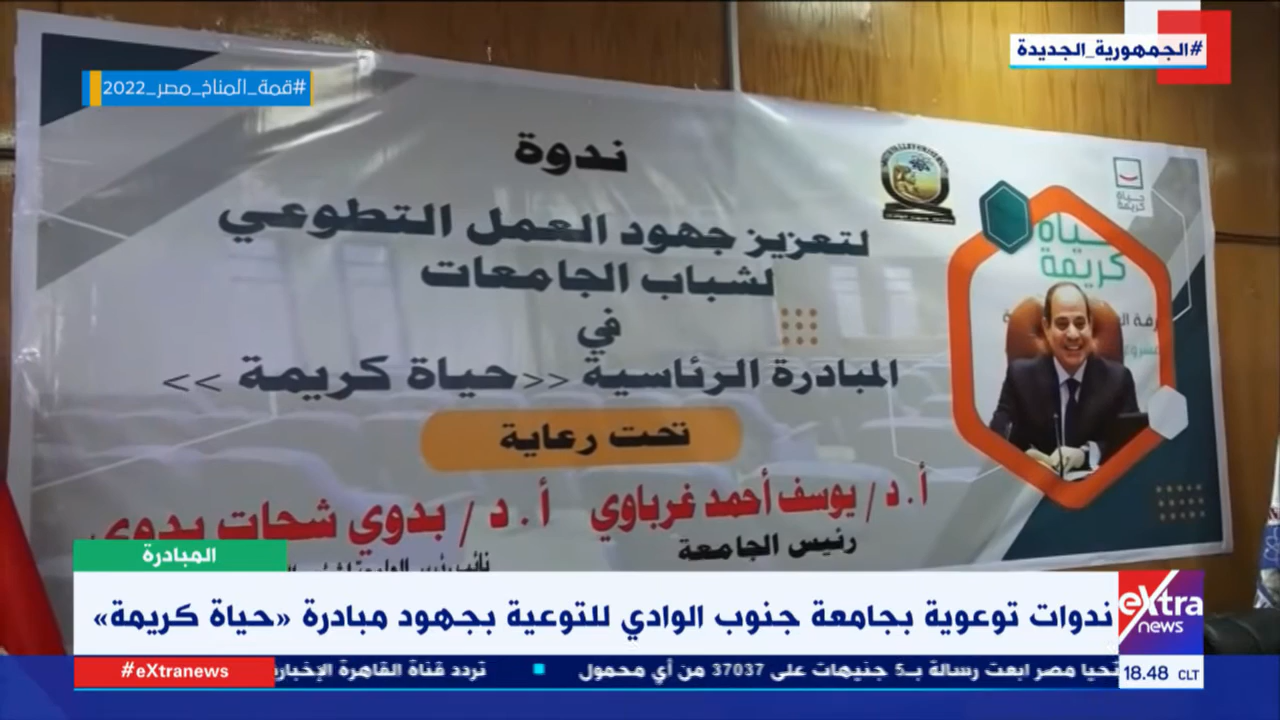 #الجمهورية_الجديدة
#قمة_المناخ_مصر_2022
ندوة
لتعزيز جهود العمل التطوعي
لشباب الجامعات
في
المبادرة الرئاسية <<حياة كريمة >>
تحت رعاية
أ.د/ يوسف أحمد غرباوي
رئيس الجامعة
أ.د/ بدوي شحات بدوي
حياة
كريمة
حياة
كريمة
المبادرة
ندوات توعوية بجامعة جنوب الوادي للتوعية بجهود مبادرة «حياة كريمة»
eXtra
news
تحيا مصر ابعت رسالة بـ5 جنيهات على 37037 من أي محمول
تردد قناة القاهرة الإخبارية
#eXtranews
18.48 CLT